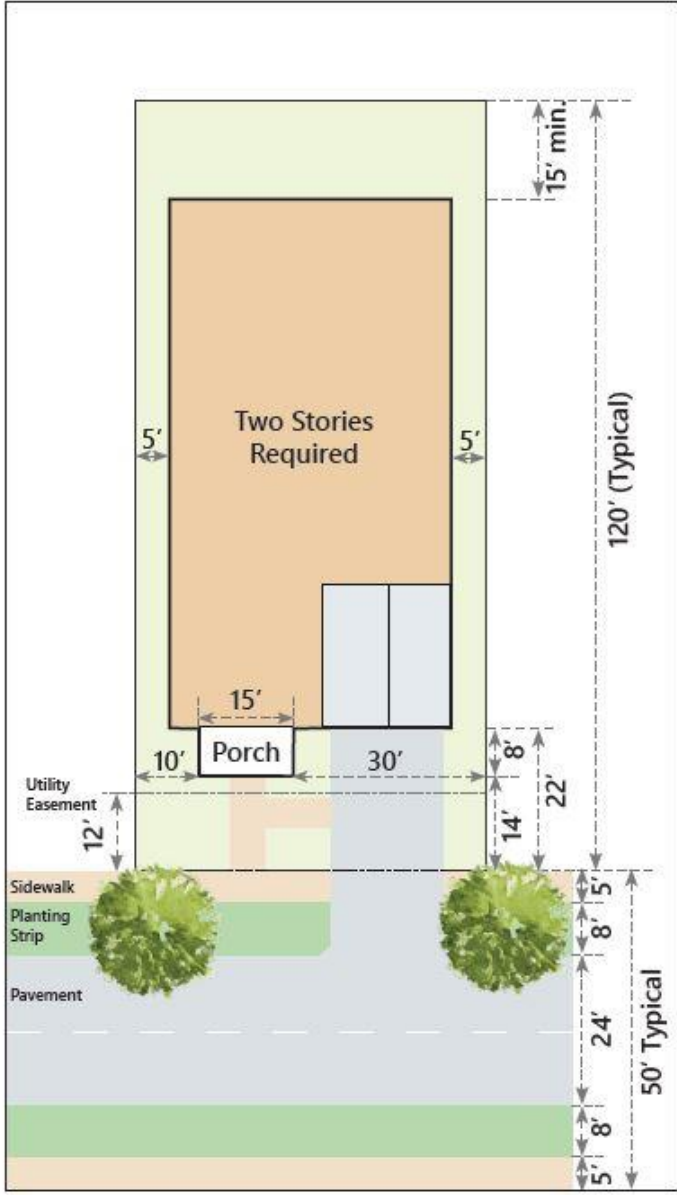 15’ min.
120’ (Typical)
Two Stories
Required
5’
5’
15’
Porch
10’
30’
8’
22’
14’
Utility
Easement
12’
Sidewalk
Planting
Strip
Pavement
5’
8’
24’
8’
5’
50’ Typical